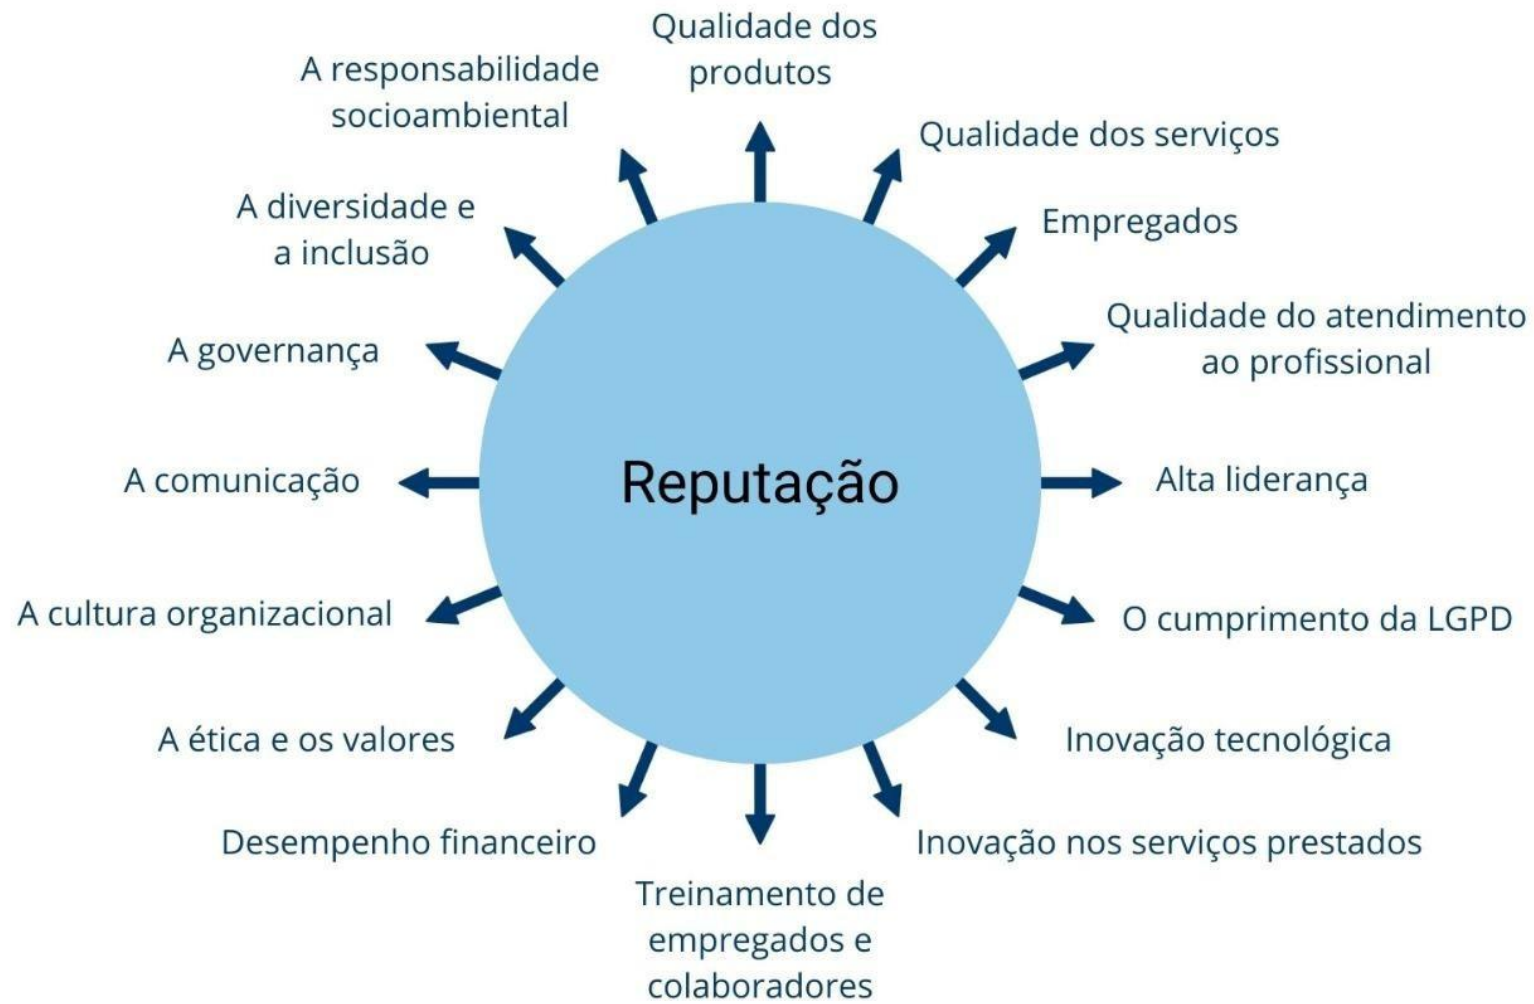 Qualidade dos
produtos
Qualidade dos serviços
Empregados
Qualidade do atendimento
ao profissional
Alta liderança
O cumprimento da LGPD
Inovação tecnológica
Inovação nos serviços prestados
Treinamento de
empregados e
colaboradores
Desempenho financeiro
A ética e os valores
A cultura organizacional
A comunicação
A governança
A diversidade e
a inclusão
A responsabilidade
socioambiental
Reputação